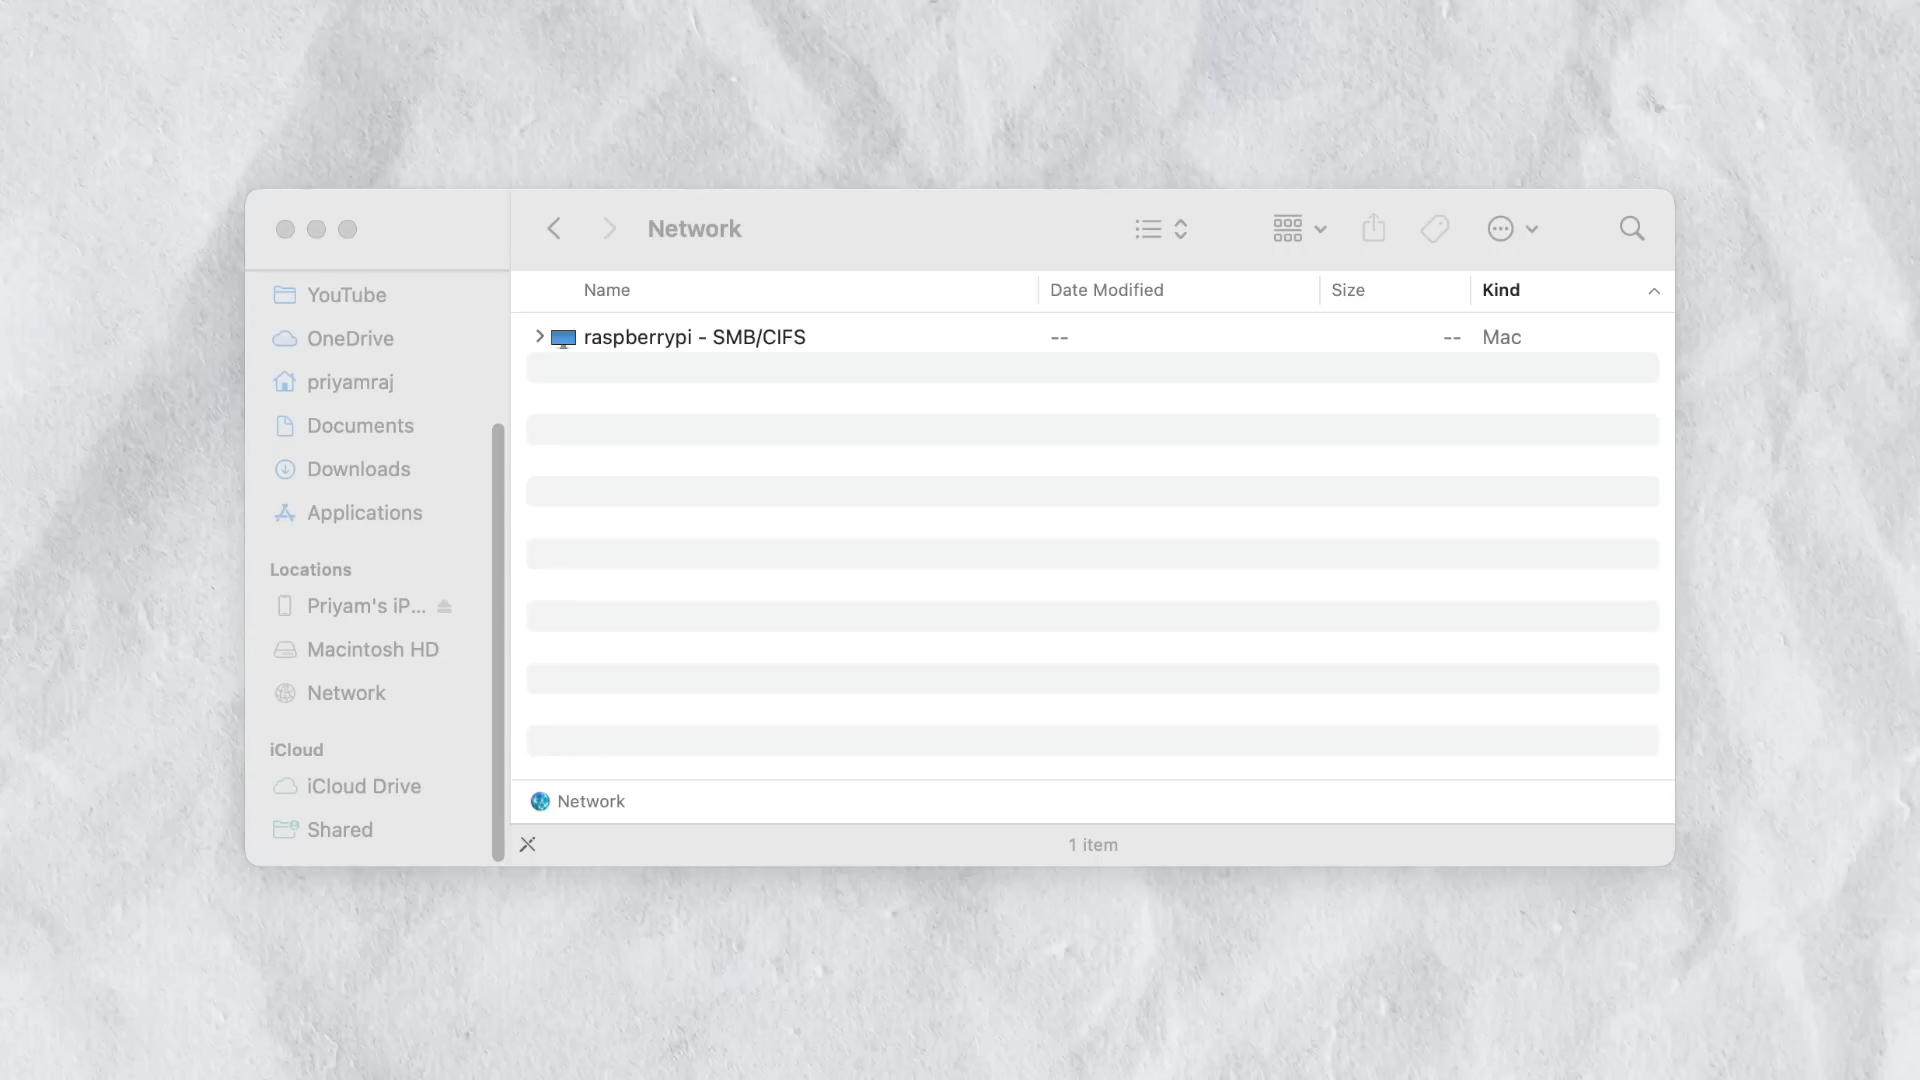 Network
Name Date Modified Size Kind
raspberrypi - SMB/CIFS -- -- Mac
YouTube
OneDrive
priyamraj
Documents
Downloads
Applications
Locations
Priyam's iP...
Macintosh HD
Network
iCloud
iCloud Drive
Shared
Network
1 item